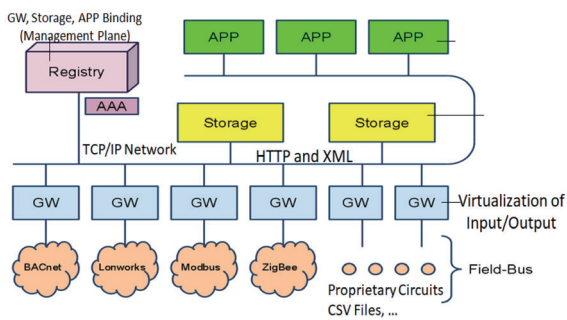 GW, Storage, APP Binding
(Management Plane)
APP
APP
APP
Registry
AAA
Storage
Storage
TCP/IP Network
HTTP and XML
GW
GW
GW
GW
GW
GW
Virtualization of
Input/Output
BACnet
Lonworks
Modbus
ZigBee
Field-Bus
Proprietary Circuits
CSV Files, ...